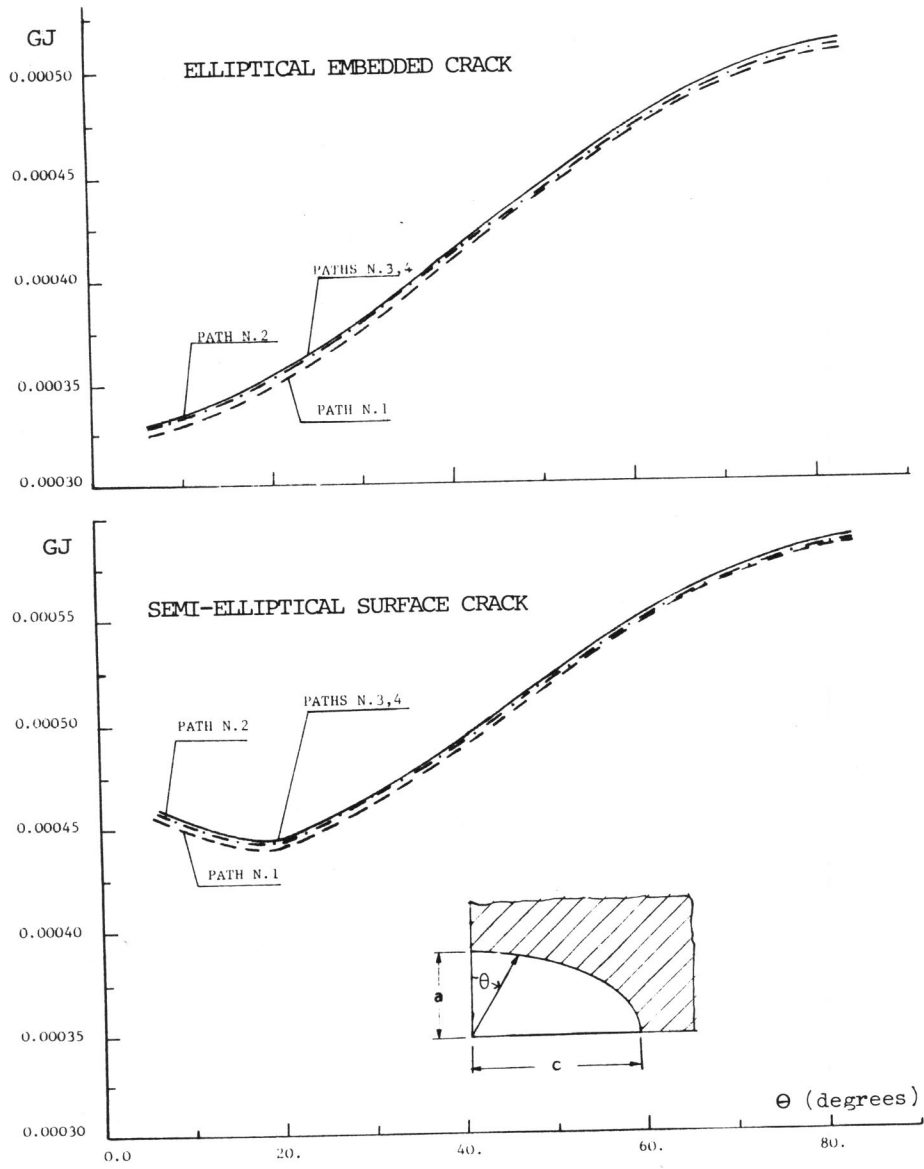 GJ
0.00050
ELLIPTICAL EMBEDDED CRACK
0.00045
0.00040
PATHS N.3,4
PATH N.2
0.00035
PATH N.1
0.00030
GJ
0.00055
SEMI-ELLIPTICAL SURFACE CRACK
0.00050
PATHS N.3,4
PATH N.2
0.00045
PATH N.1
0.00040
a
θ
0.00035
c
θ (degrees)
0.00030
0.0
20.
40.
60.
80.